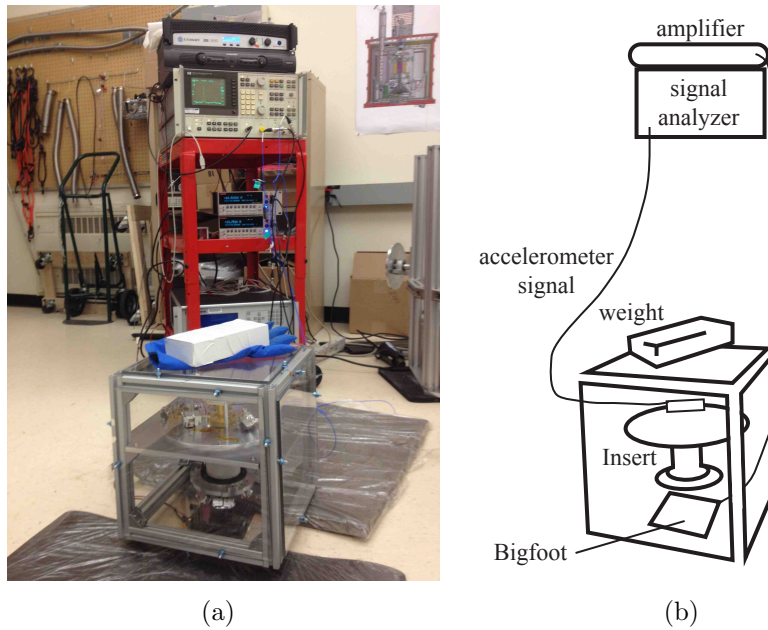 amplifier
signal
analyzer
accelerometer
signal
weight
Insert
Bigfoot
(a)
(b)